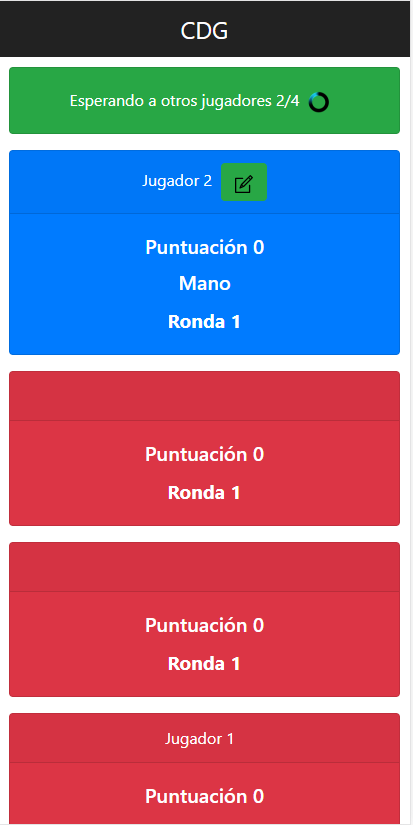 CDG
Esperando a otros jugadores 2/4
Jugador 2
Puntuación 0
Mano
Ronda 1
Puntuación 0
Ronda 1
Puntuación 0
Ronda 1
Jugador 1
Puntuación 0